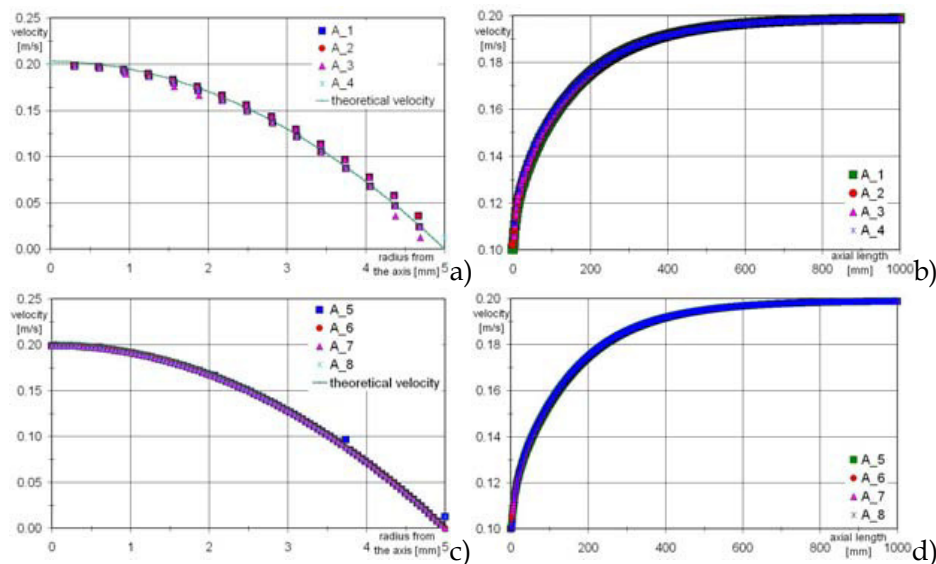 0.25
velocity
[m/s]
0.20
0.15
0.10
0.05
0.00
A_1
A_2
A_3
A_4
theoretical velocity
0 1 2 3 4 5
radius from
the axis [mm]
a)
0.20
velocity
[m/s]
0.18
0.16
0.14
0.12
0.10
A_1
A_2
A_3
A_4
0 200 400 600 800 1000
axial length
[mm]
b)
0.25
velocity
[m/s]
0.20
0.15
0.10
0.05
0.00
A_5
A_6
A_7
A_8
theoretical velocity
0 1 2 3 4 5
radius from
the axis [mm]
c)
0.20
velocity
[m/s]
0.18
0.16
0.14
0.12
0.10
A_5
A_6
A_7
A_8
0 200 400 600 800 1000
axial length
[mm]
d)